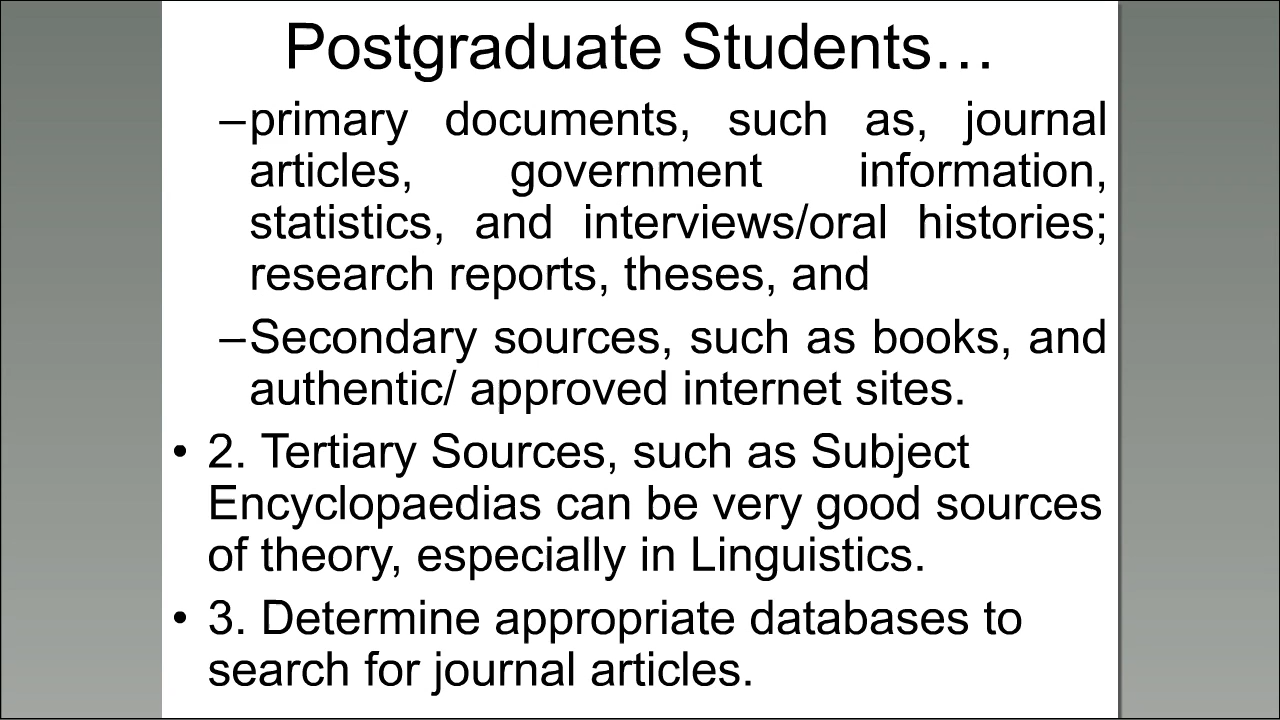 Postgraduate Students…
–primary documents, such as, journal
articles, government information,
statistics, and interviews/oral histories;
research reports, theses, and
–Secondary sources, such as books, and
authentic/ approved internet sites.
• 2. Tertiary Sources, such as Subject
Encyclopaedias can be very good sources
of theory, especially in Linguistics.
• 3. Determine appropriate databases to
search for journal articles.